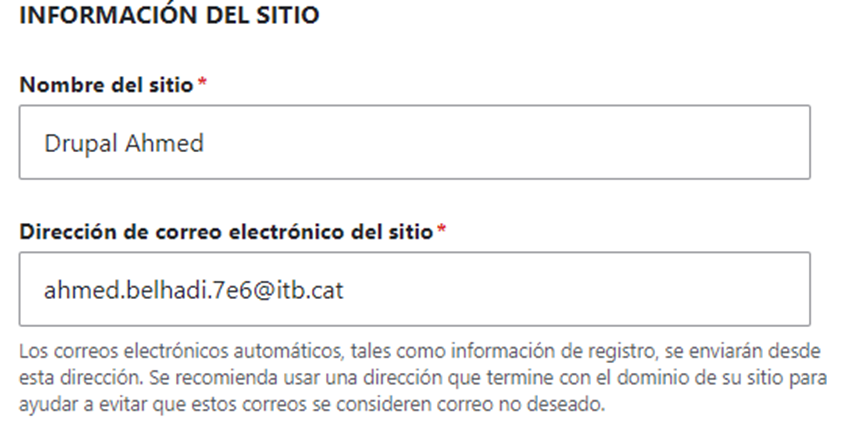 INFORMACIÓN DEL SITIO
Nombre del sitio*
Drupal Ahmed
Dirección de correo electrónico del sitio*
ahmed.belhadi.7e6@itb.cat
Los correos electrónicos automáticos, tales como información de registro, se enviarán desde
esta dirección. Se recomienda usar una dirección que termine con el dominio de su sitio para
ayudar a evitar que estos correos se consideren correo no deseado.